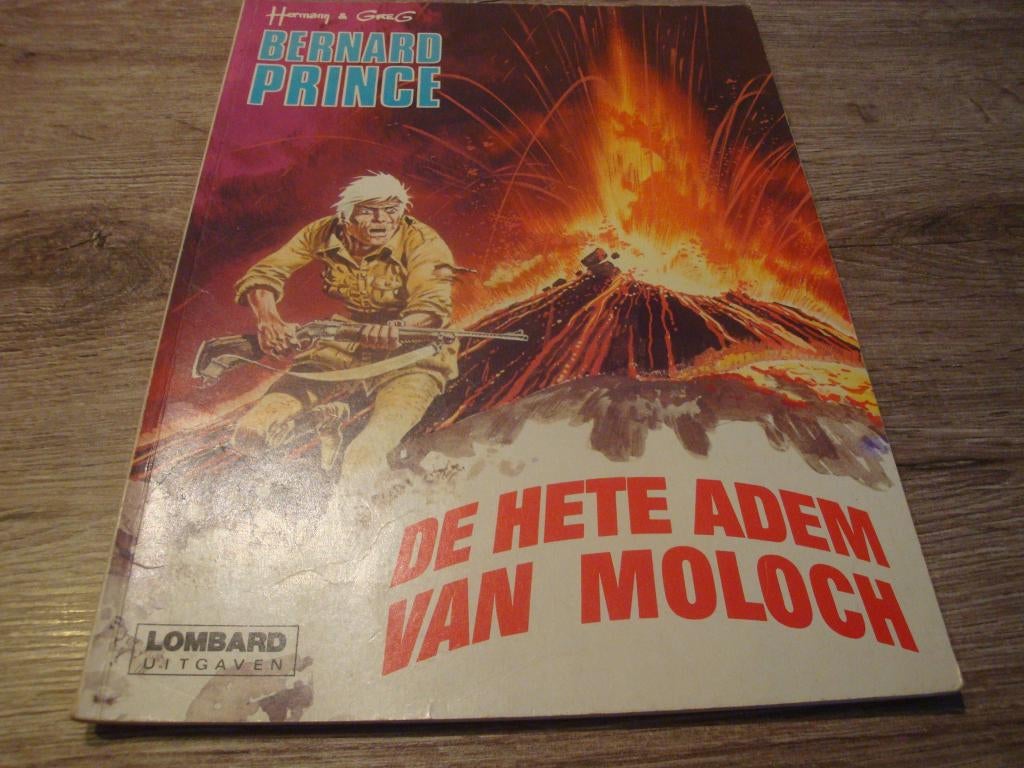 Hermann & GREG
BERNARD
PRINCE
DE HETE ADEM
VAN MOLOCH
LOMBARD
UITGAVEN